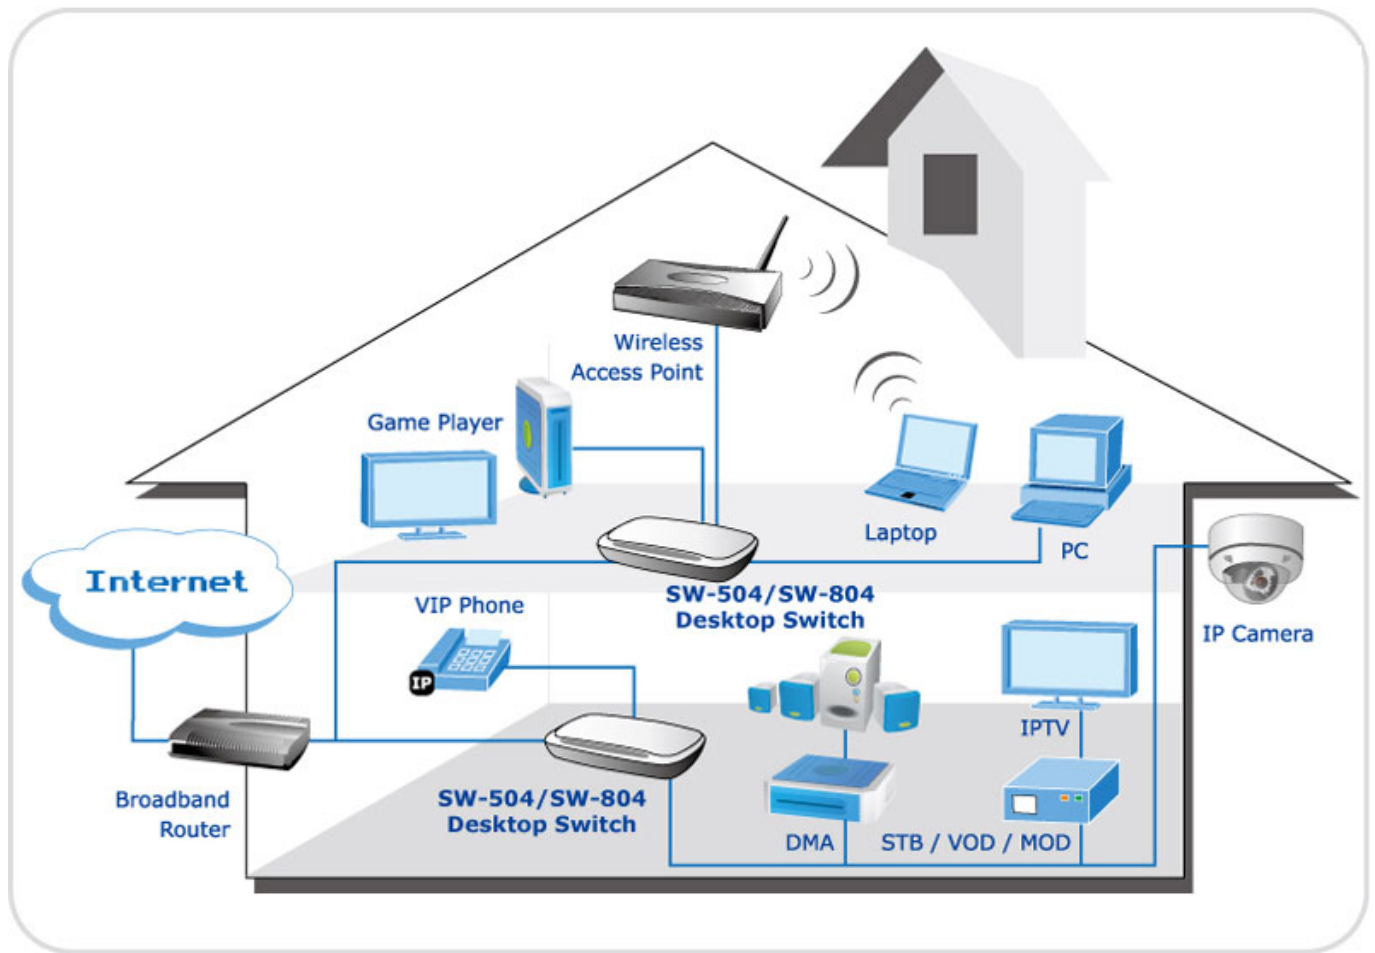 Wireless
Access Point
Game Player
Laptop
PC
Internet
SW-504/SW-804
Desktop Switch
VIP Phone
IP Camera
IP
IPTV
Broadband
Router
SW-504/SW-804
Desktop Switch
DMA
STB / VOD / MOD